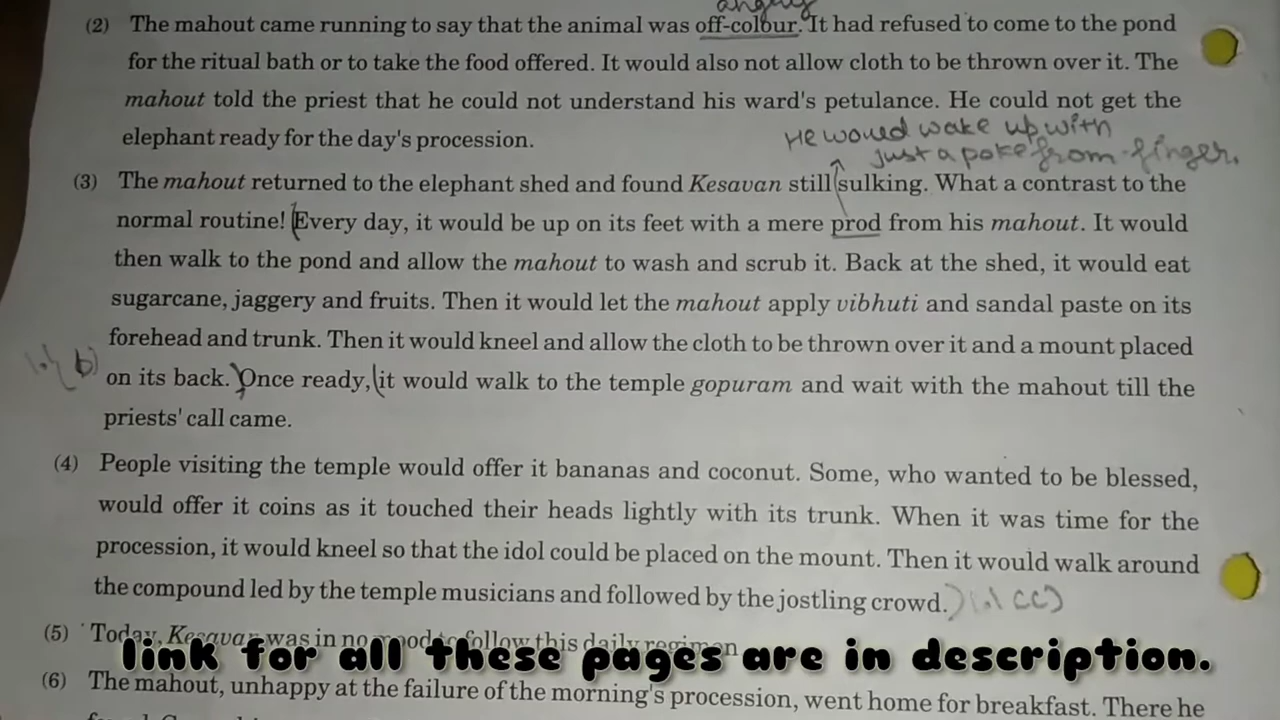 angry
(2) The mahout came running to say that the animal was off-colour. It had refused to come to the pond
for the ritual bath or to take the food offered. It would also not allow cloth to be thrown over it. The
mahout told the priest that he could not understand his ward's petulance. He could not get the
elephant ready for the day's procession.
He would wake up with
just a poke from finger.
(3) The mahout returned to the elephant shed and found Kesavan still sulking. What a contrast to the
normal routine! Every day, it would be up on its feet with a mere prod from his mahout. It would
then walk to the pond and allow the mahout to wash and scrub it. Back at the shed, it would eat
sugarcane, jaggery and fruits. Then it would let the mahout apply vibhuti and sandal paste on its
forehead and trunk. Then it would kneel and allow the cloth to be thrown over it and a mount placed
b)
on its back. Once ready, it would walk to the temple gopuram and wait with the mahout till the
priests' call came.
(4) People visiting the temple would offer it bananas and coconut. Some, who wanted to be blessed,
would offer it coins as it touched their heads lightly with its trunk. When it was time for the
procession, it would kneel so that the idol could be placed on the mount. Then it would walk around
the compound led by the temple musicians and followed by the jostling crowd.
(5) Today, Kesavan was in no mood to follow this daily regimen
link for all these pages are in description.
(6) The mahout, unhappy at the failure of the morning's procession, went home for breakfast. There he